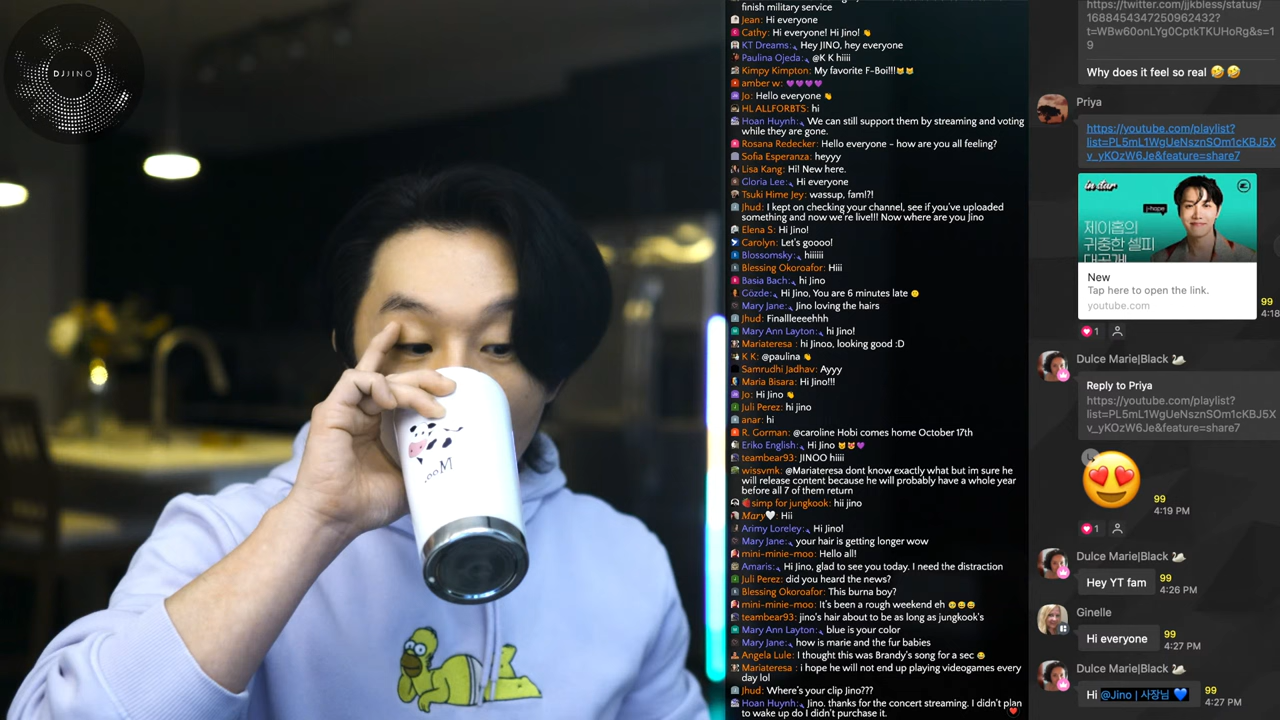 DJJINO
Moo..
finish military service
Jean: Hi everyone
Cathy: Hi everyone! Hi Jino! 👏
KT Dreams: Hey JINO, hey everyone
Paulina Ojeda: @K K hiiii
Kimpy Kimpton: My favorite F-Boi!!!😻😻
amber w: 💜💜💜💜
Jo: Hello everyone 👏
HL ALLFORBTS: hi
Hoan Huynh: We can still support them by streaming and voting
while they are gone.
Rosana Redecker: Hello everyone - how are you all feeling?
Sofia Esperanza: heyyy
Lisa Kang: Hi! New here.
Gloria Lee: Hi everyone
Tsuki Hime Jey: wassup, fam!?!
Jhud: I kept on checking your channel, see if you've uploaded
something and now we're live!!! Now where are you Jino
Elena S: Hi Jino!
Carolyn: Let's goooo!
Blossomsky: hiiiiii
Blessing Okoroafor: Hiii
Basia Bach: hi Jino
Gözde: Hi Jino, You are 6 minutes late 🙂
Mary Jane: Jino loving the hairs
Jhud: Finallleeeehhh
Mary Ann Layton: hi Jino!
Mariateresa : hi Jinoo, looking good :D
K K: @paulina 👏
Samrudhi Jadhav: Ayyy
Maria Bisara: Hi Jino!!!
Jo: Hi Jino 👏
Juli Perez: hi jino
anar: hi
R. Gorman: @caroline Hobi comes home October 17th
Eriko English: Hi Jino 😻🐯💜
teambear93: JINOO hiiii
wissvmk: @Mariateresa dont know exactly what but im sure he
will release content because he will probably have a whole year
before all 7 of them return
simp for jungkook: hii jino
Mary🤍: Hii
Arimy Loreley: Hi Jino!
Mary Jane: your hair is getting longer wow
mini-minie-moo: Hello all!
Amaris: Hi Jino, glad to see you today. I need the distraction
Juli Perez: did you heard the news?
Blessing Okoroafor: This burna boy?
mini-minie-moo: It's been a rough weekend eh 🥺😅😅
teambear93: jino's hair about to be as long as jungkook's
Mary Ann Layton: blue is your color
Mary Jane: how is marie and the fur babies
Angela Lule: I thought this was Brandy's song for a sec 😂
Mariateresa : i hope he will not end up playing videogames every
day lol
Jhud: Where's your clip Jino???
Hoan Huynh: Jino. thanks for the concert streaming. I didn't plan
to wake up do I didn't purchase it. ❤️
https://twitter.com/jjkbless/status/
1688454347250962432?
t=WBw60onLYg0CptkTKUHoRg&s=1
9
Why does it feel so real 🤣🤣
Priya
https://youtube.com/playlist?
list=PL5mL1WgUeNsznSOm1cKBJ5X
v_yKOzW6Je&feature=share7
in star
j-hope
제이홉의
귀중한 셀피
대공개
New
Tap here to open the link.
youtube.com
99
4:18
1
Dulce Marie|Black 🦢
Reply to Priya
https://youtube.com/playlist?
list=PL5mL1WgUeNsznSOm1cKBJ5X
v_yKOzW6Je&feature=share7
99
4:19 PM
1
Dulce Marie|Black 🦢
Hey YT fam
99
4:26 PM
Ginelle
Hi everyone
99
4:27 PM
Dulce Marie|Black 🦢
Hi @Jino | 사장님 💙
99
4:27 PM